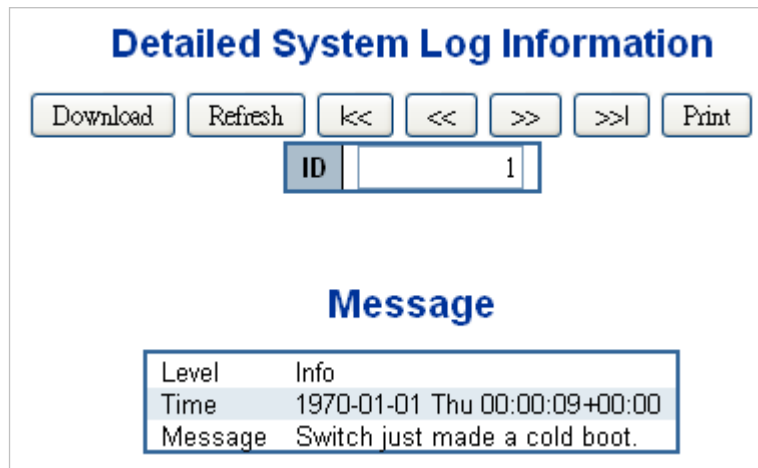 Detailed System Log Information
Download Refresh |<< << >> >>| Print
ID 1
Message
Level Info
Time 1970-01-01 Thu 00:00:09+00:00
Message Switch just made a cold boot.